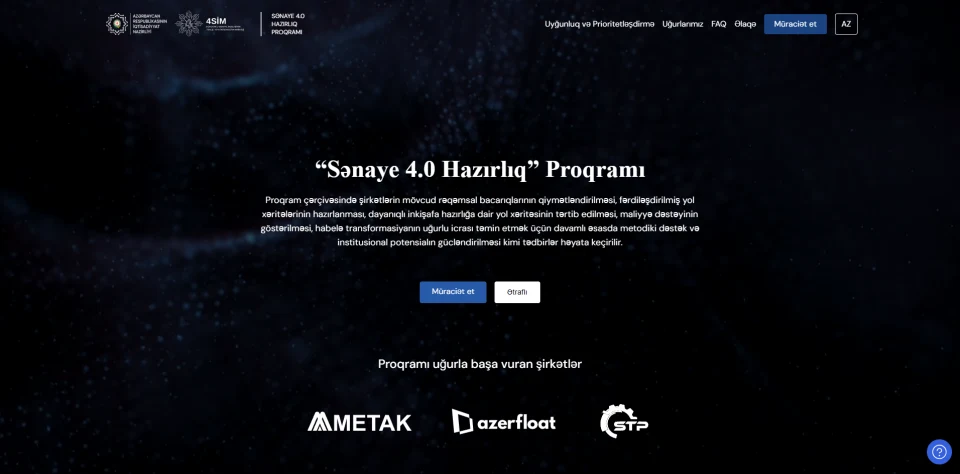 AZƏRBAYCAN
RESPUBLİKASININ
İQTİSADİYYAT
NAZİRLİYİ
4SİM
SƏNAYE 4.0
HAZIRLIQ
PROQRAMI
Uyğunluq və Prioritetləşdirmə
Uğurlarımız
FAQ
Əlaqə
Müraciət et
AZ
“Sənaye 4.0 Hazırlıq” Proqramı
Proqram çərçivəsində şirkətlərin mövcud rəqəmsal bacarıqlarının qiymətləndirilməsi, fərdiləşdirilmiş yol
xəritələrinin hazırlanması, dayanıqlı inkişafa hazırlığa dair yol xəritəsinin tərtib edilməsi, maliyyə dəstəyinin
göstərilməsi, habelə transformasiyanın uğurlu icrası təmin etmək üçün davamlı əsasda metodiki dəstək və
institusional potensialın gücləndirilməsi kimi tədbirlər həyata keçirilir.
Müraciət et
Ətraflı
Proqramı uğurla başa vuran şirkətlər
METAK
azerfloat
STP